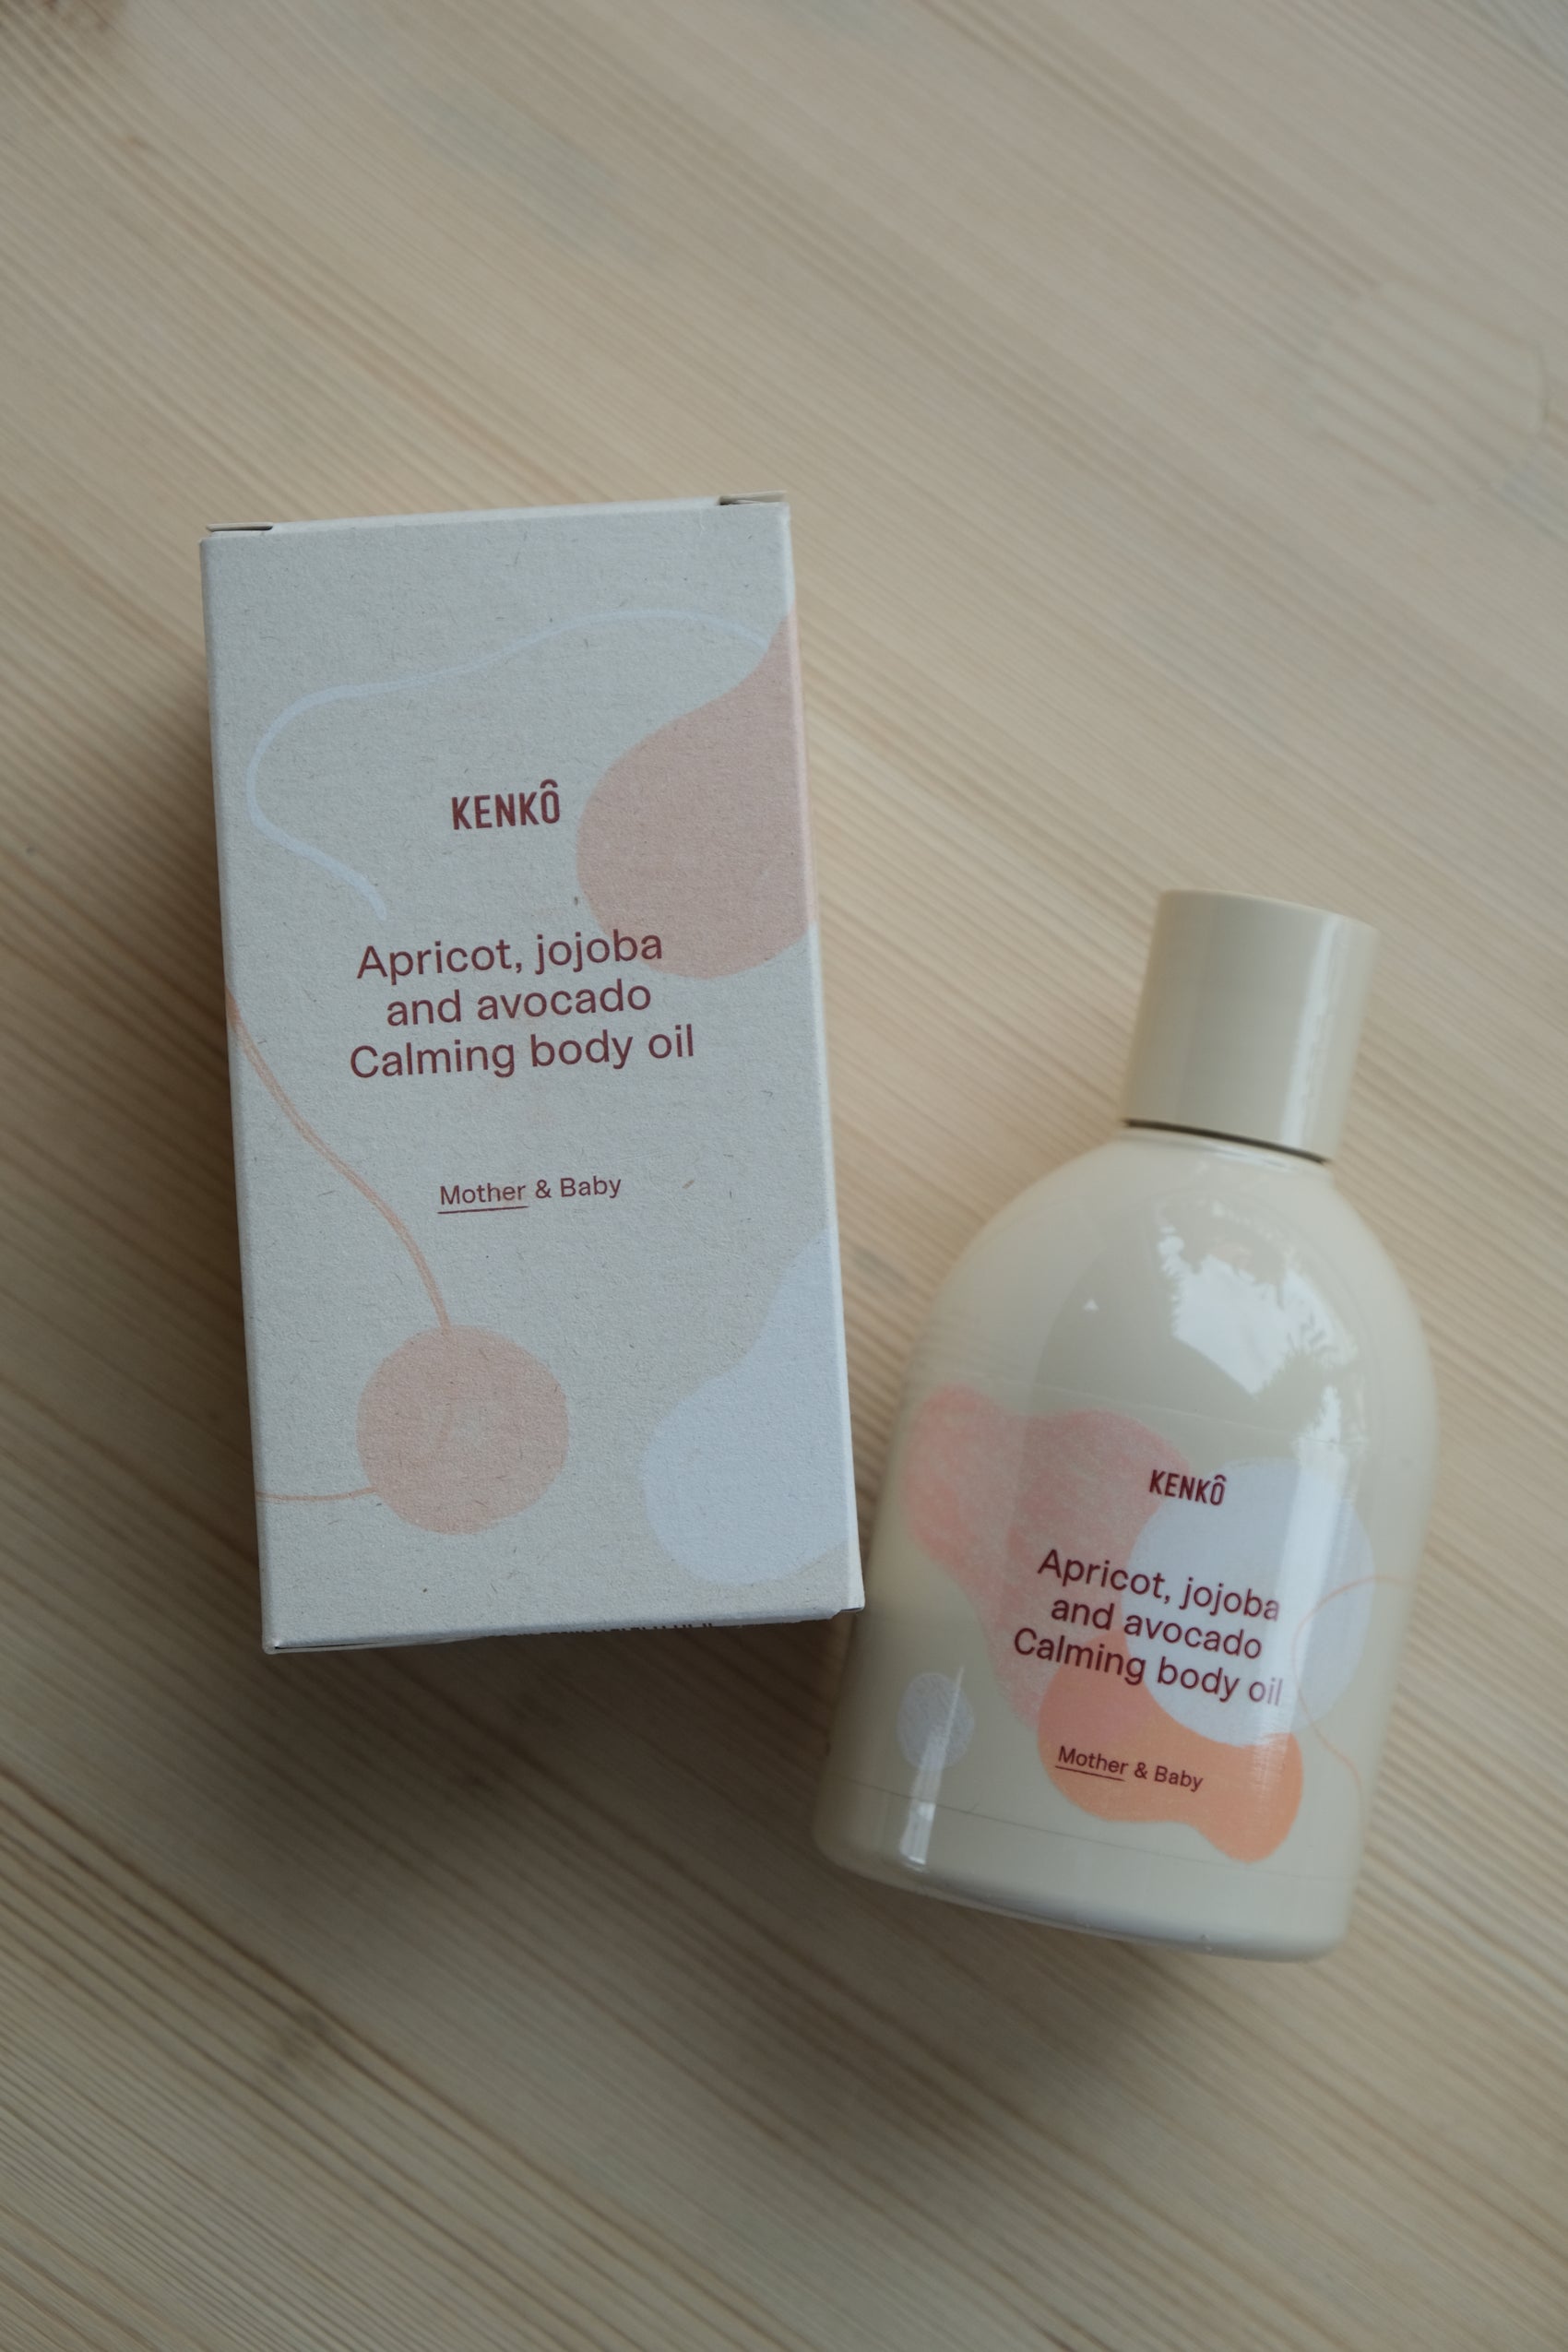 KENKÔ
Apricot, jojoba
and avocado
Calming body oil
Mother & Baby
KENKÔ
Apricot, jojoba
and avocado
Calming body oil
Mother & Baby